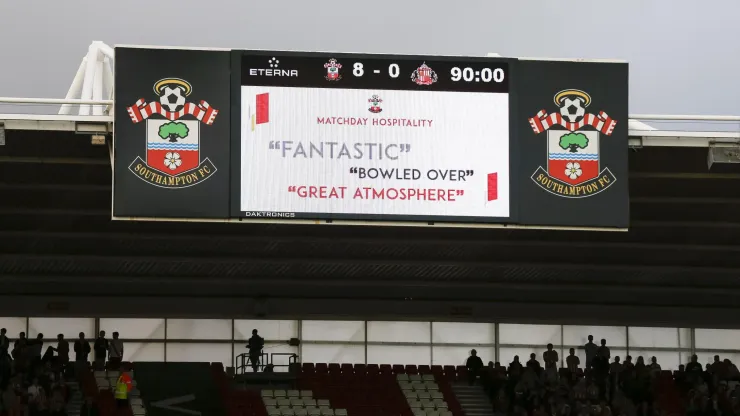 ETERNA 8 - 0 90:00
MATCHDAY HOSPITALITY
“FANTASTIC”
“BOWLED OVER”
“GREAT ATMOSPHERE”
SOUTHAMPTON FC
SOUTHAMPTON FC
DAKTRONICS